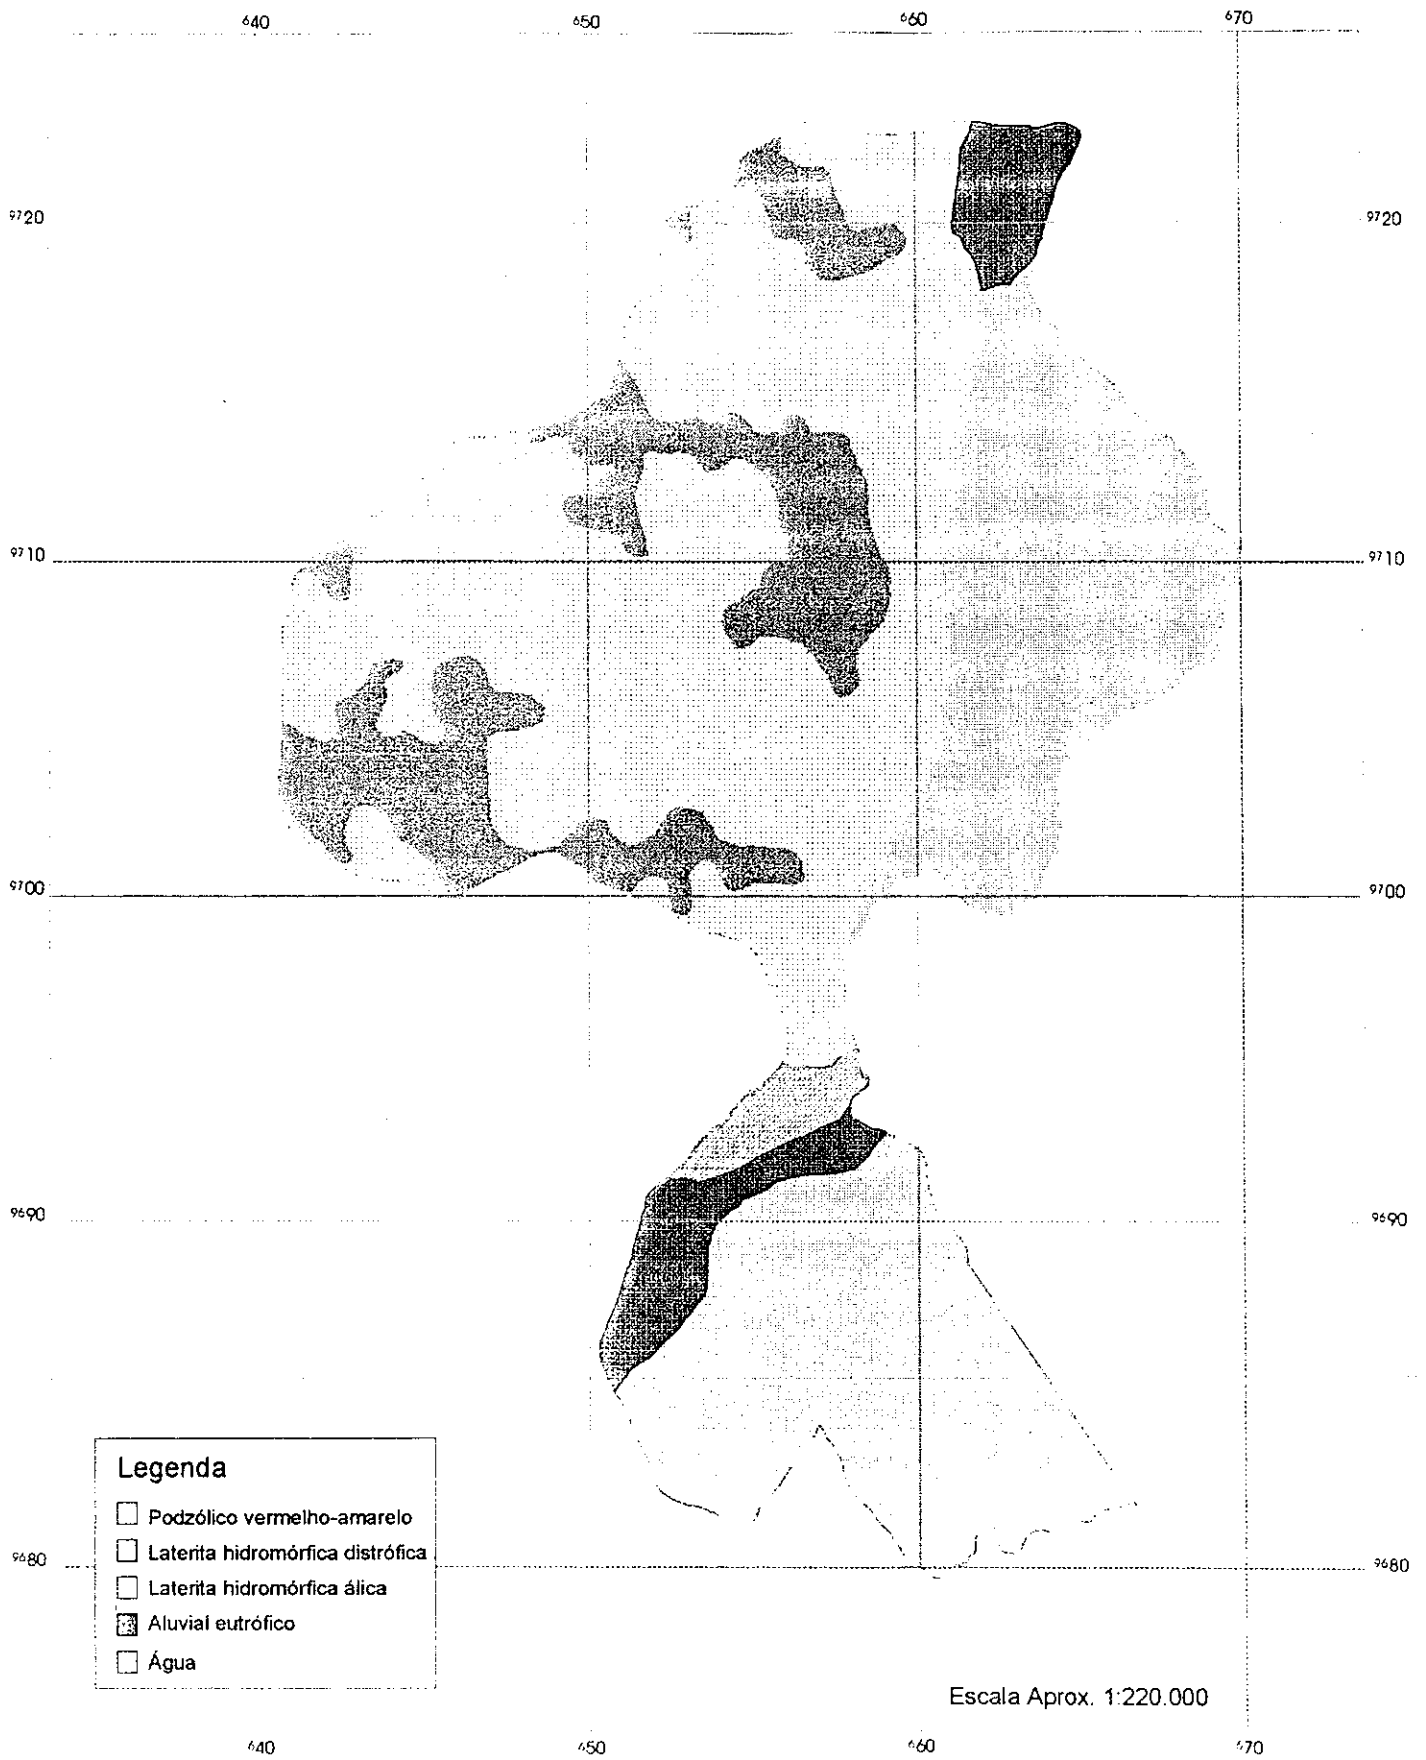 640 650 660 670
9720 9720
9710 9710
9700 9700
9690 9690
9680 9680
Legenda
Podzólico vermelho-amarelo
Laterita hidromórfica distrófica
Laterita hidromórfica álica
Aluvial eutrófico
Água
Escala Aprox. 1:220.000
640 650 660 670